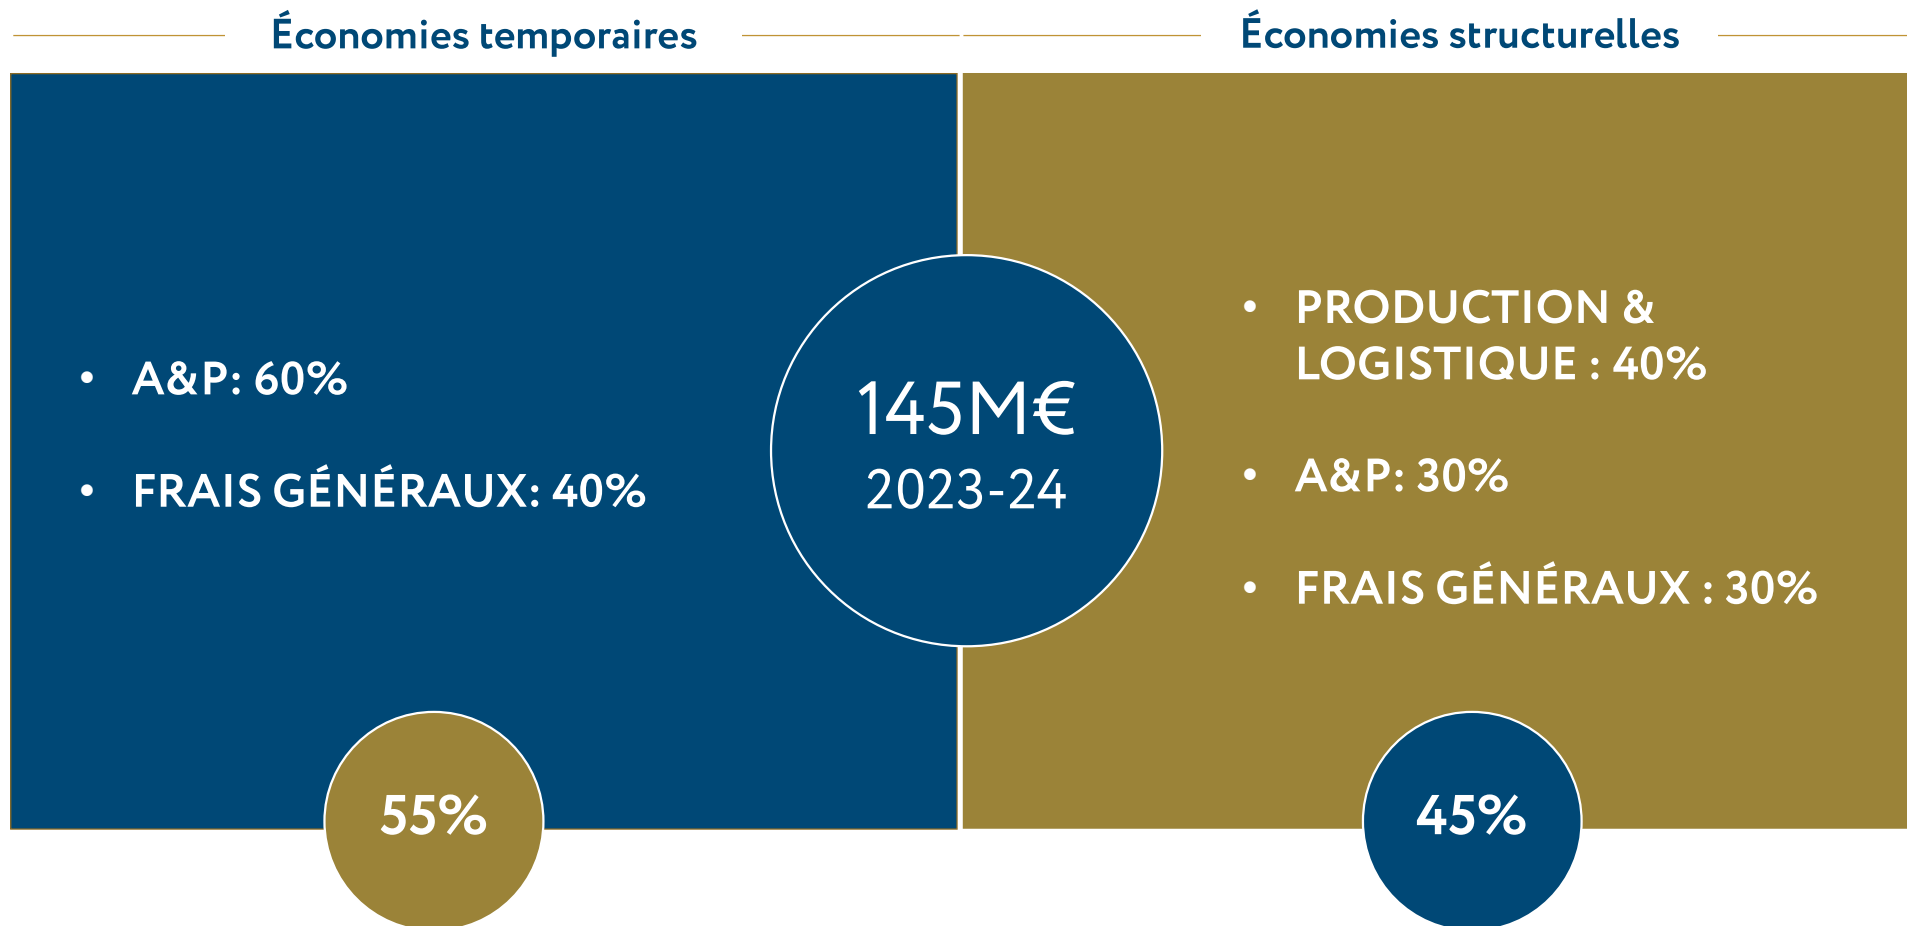 Économies temporaires
• A&P: 60%
• FRAIS GÉNÉRAUX: 40%
55%
145M€
2023-24
Économies structurelles
• PRODUCTION &
LOGISTIQUE : 40%
• A&P: 30%
• FRAIS GÉNÉRAUX : 30%
45%